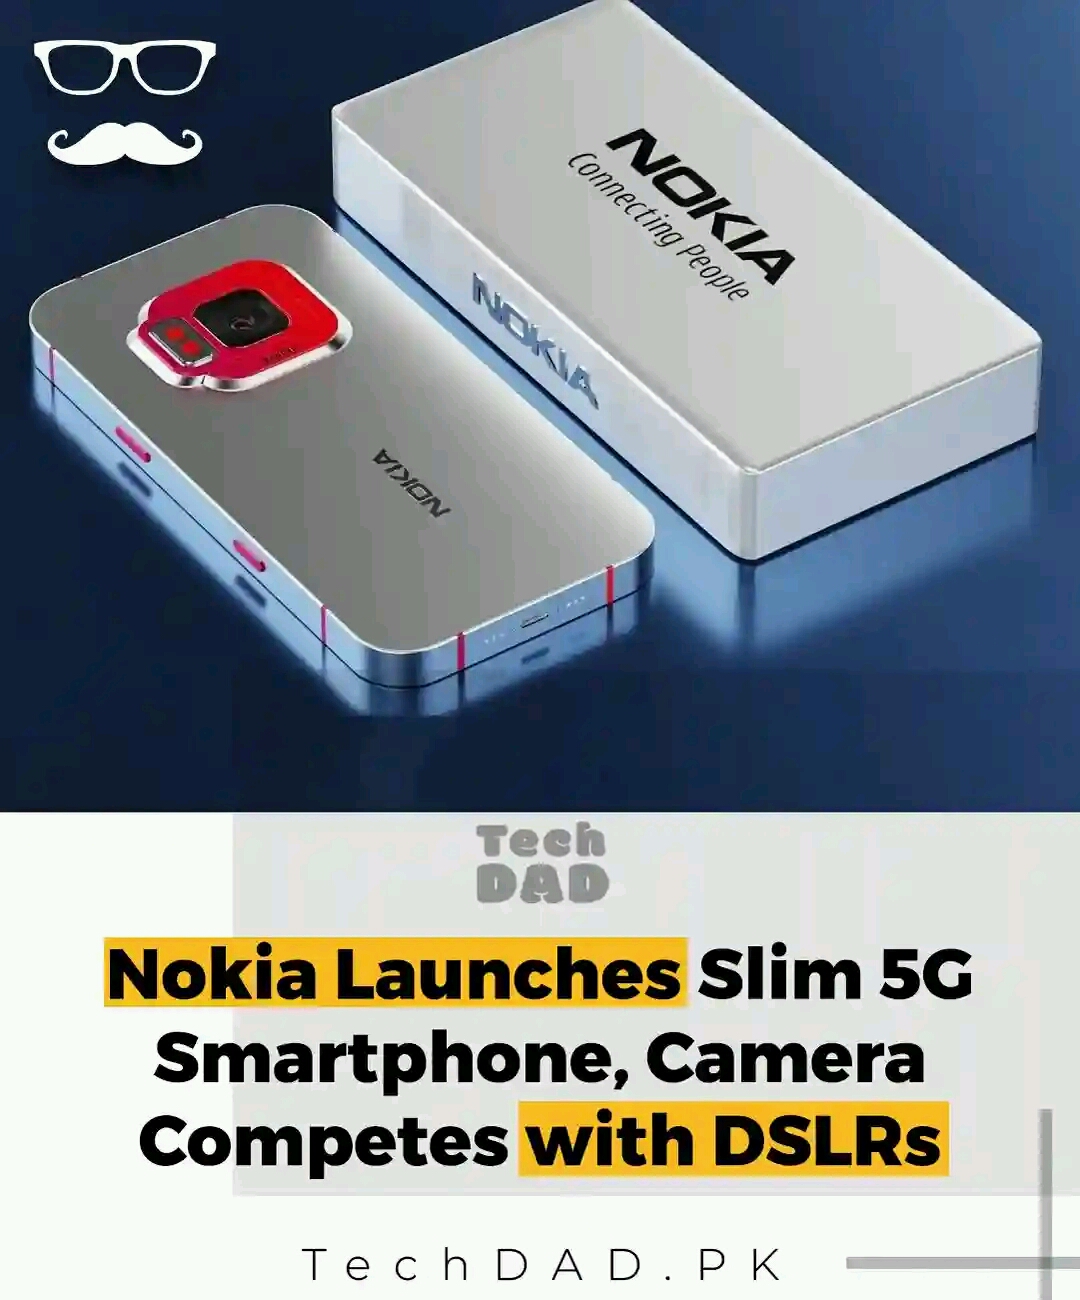 NOKIA
Connecting People
NOKIA
NOKIA
Tech
DAD
Nokia Launches Slim 5G
Smartphone, Camera
Competes with DSLRs
TechDAD.PK